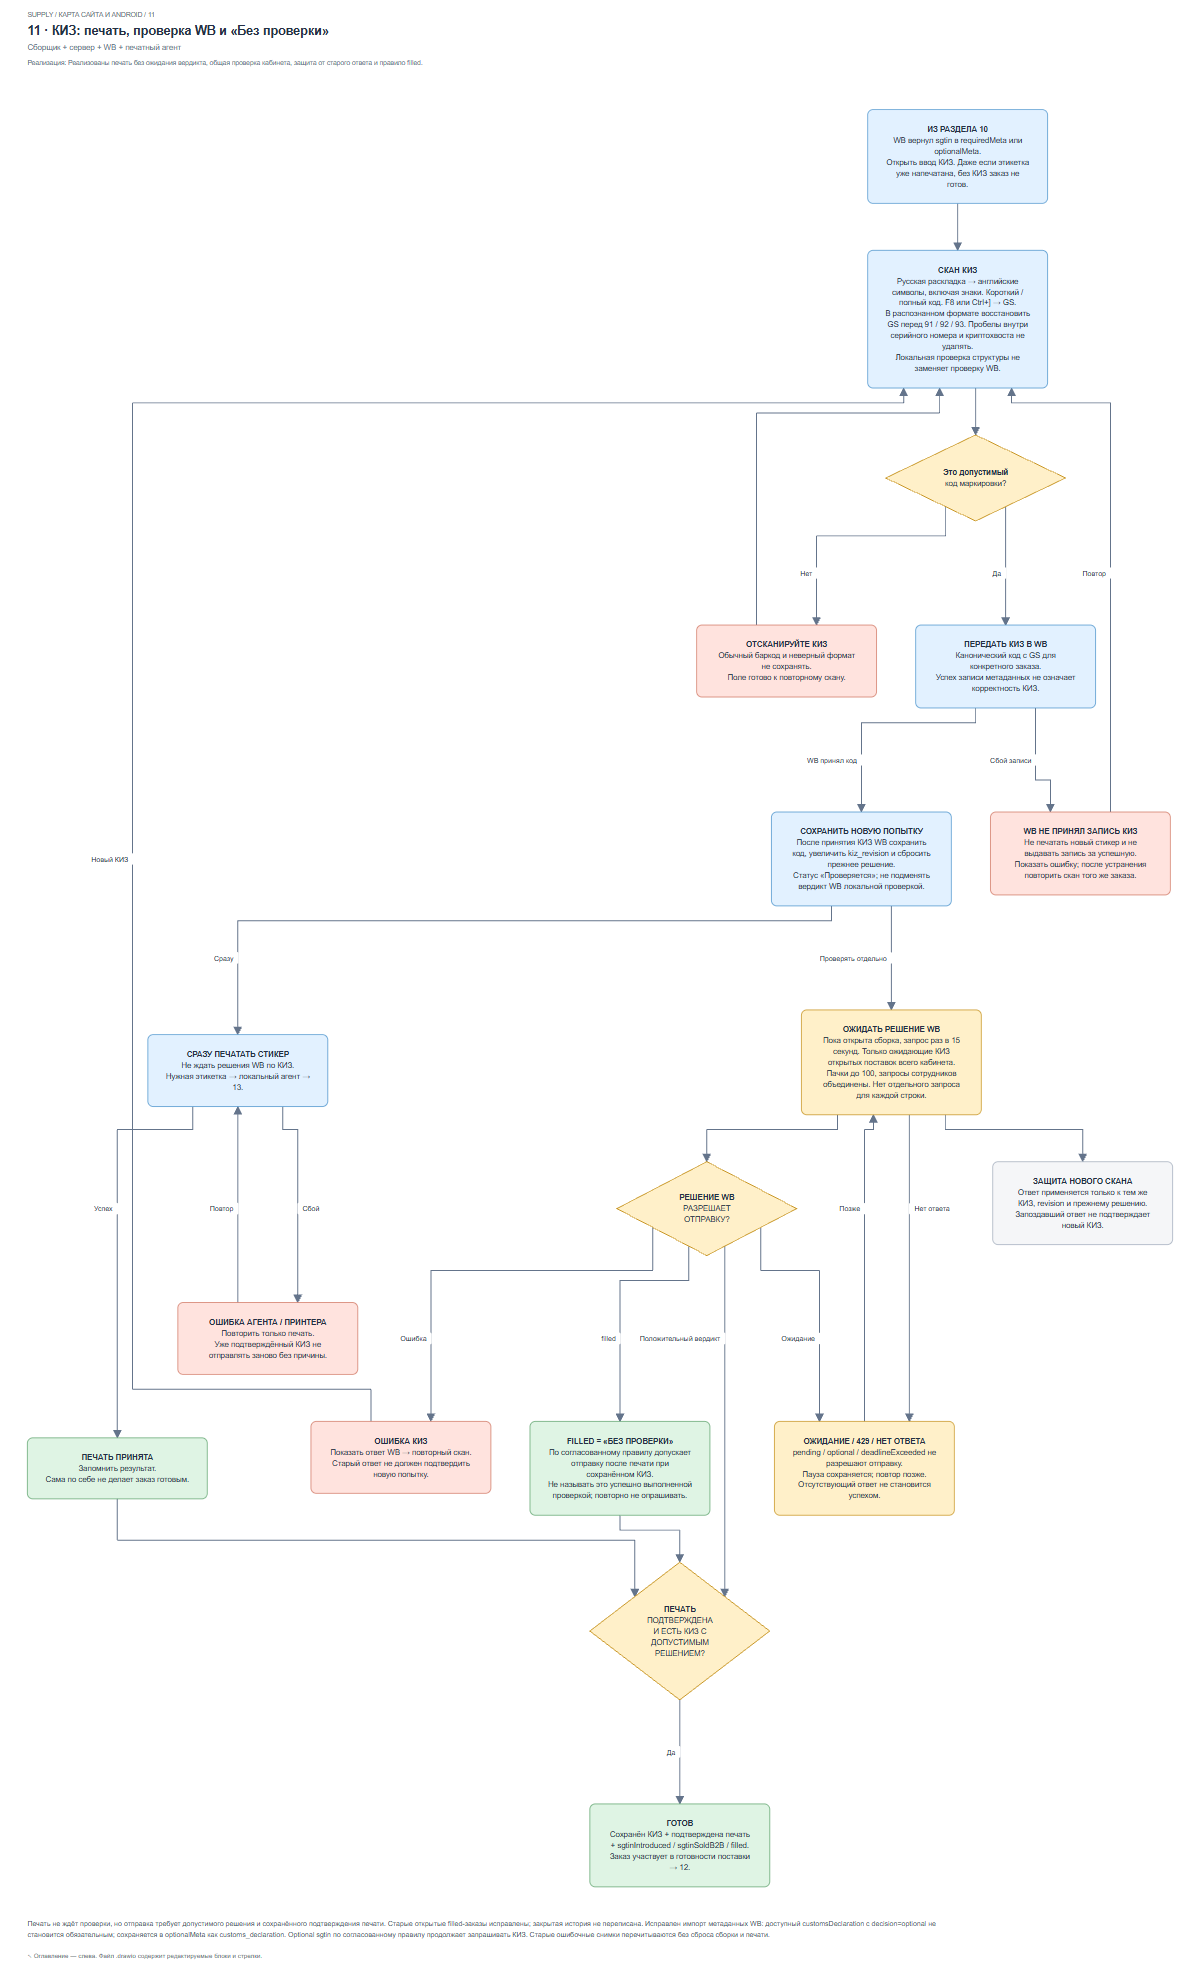 SUPPLY / КАРТА САЙТА И ANDROID / 11
11 · КИЗ: печать, проверка WB и «Без проверки»
Сборщик + сервер + WB + печатный агент
Реализация: Реализованы печать без ожидания вердикта, общая проверка кабинета, защита от старого ответа и правило filled.
ИЗ РАЗДЕЛА 10
WB вернул sgtin в requiredMeta или
optionalMeta.
Открыть ввод КИЗ. Даже если этикетка
уже напечатана, без КИЗ заказ не
готов.
СКАН КИЗ
Русская раскладка → английские
символы, включая знаки. Короткий /
полный код. F8 или Ctrl+] → GS.
В распознанном формате восстановить
GS перед 91 / 92 / 93. Пробелы внутри
серийного номера и криптохвоста не
удалять.
Локальная проверка структуры не
заменяет проверку WB.
Это допустимый
код маркировки?
Нет
Да
Повтор
ОТСКАНИРУЙТЕ КИЗ
Обычный баркод и неверный формат
не сохранять.
Поле готово к повторному скану.
ПЕРЕДАТЬ КИЗ В WB
Канонический код с GS для
конкретного заказа.
Успех записи метаданных не означает
корректность КИЗ.
WB принял код
Сбой записи
СОХРАНИТЬ НОВУЮ ПОПЫТКУ
После принятия КИЗ WB сохранить
код, увеличить kiz_revision и сбросить
прежнее решение.
Статус «Проверяется»; не подменять
вердикт WB локальной проверкой.
WB НЕ ПРИНЯЛ ЗАПИСЬ КИЗ
Не печатать новый стикер и не
выдавать запись за успешную.
Показать ошибку; после устранения
повторить скан того же заказа.
Новый КИЗ
Сразу
Проверять отдельно
СРАЗУ ПЕЧАТАТЬ СТИКЕР
Не ждать решения WB по КИЗ.
Нужная этикетка → локальный агент →
13.
ОЖИДАТЬ РЕШЕНИЕ WB
Пока открыта сборка, запрос раз в 15
секунд. Только ожидающие КИЗ
открытых поставок всего кабинета.
Пачки до 100, запросы сотрудников
объединены. Нет отдельного запроса
для каждой строки.
РЕШЕНИЕ WB
РАЗРЕШАЕТ
ОТПРАВКУ?
ЗАЩИТА НОВОГО СКАНА
Ответ применяется только к тем же
КИЗ, revision и прежнему решению.
Запоздавший ответ не подтверждает
новый КИЗ.
Успех
Повтор
Сбой
Позже
Нет ответа
ОШИБКА АГЕНТА / ПРИНТЕРА
Повторить только печать.
Уже подтверждённый КИЗ не
отправлять заново без причины.
Ошибка
filled
Положительный вердикт
Ожидание
ПЕЧАТЬ ПРИНЯТА
Запомнить результат.
Сама по себе не делает заказ готовым.
ОШИБКА КИЗ
Показать ответ WB → повторный скан.
Старый ответ не должен подтвердить
новую попытку.
FILLED = «БЕЗ ПРОВЕРКИ»
По согласованному правилу допускает
отправку после печати при
сохранённом КИЗ.
Не называть это успешно выполненной
проверкой; повторно не опрашивать.
ОЖИДАНИЕ / 429 / НЕТ ОТВЕТА
pending / optional / deadlineExceeded не
разрешают отправку.
Пауза сохраняется; повтор позже.
Отсутствующий ответ не становится
успехом.
ПЕЧАТЬ
ПОДТВЕРЖДЕНА
И ЕСТЬ КИЗ С
ДОПУСТИМЫМ
РЕШЕНИЕМ?
Да
ГОТОВ
Сохранён КИЗ + подтверждена печать
+ sgtinIntroduced / sgtinSoldB2B / filled.
Заказ участвует в готовности поставки
→ 12.
Печать не ждёт проверки, но отправка требует допустимого решения и сохранённого подтверждения печати. Старые открытые filled-заказы исправлены; закрытая история не переписана. Исправлен импорт метаданных WB: доступный customsDeclaration с decision=optional не
становится обязательным; сохраняется в optionalMeta как customs_declaration. Optional sgtin по согласованному правилу продолжает запрашивать КИЗ. Старые ошибочные снимки перечитываются без сброса сборки и печати.
Оглавление — слева. Файл .drawio содержит редактируемые блоки и стрелки.